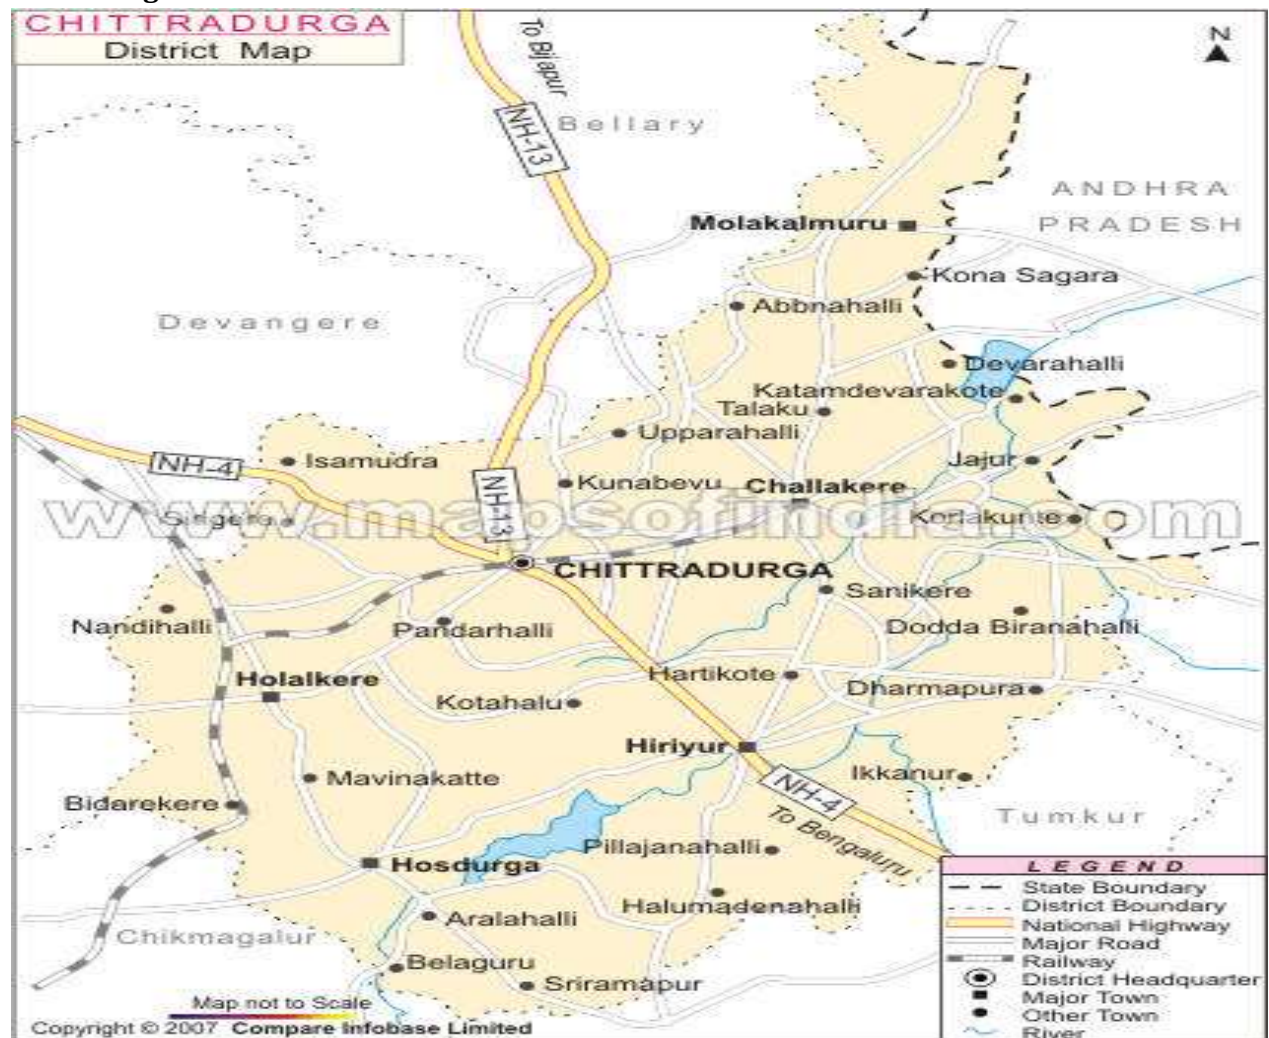 CHITTRADURGA
District Map
N
To Bijapur
NH-13
Bellary
ANDHRA
PRADESH
Molakalmuru
Kona Sagara
Abbnahalli
Devangere
Devarahalli
Katamdevarakote
Talaku
Upparahalli
NH-4
Isamudra
Jajur
NH-13
Kunabevu
Challakere
www.mapsofindia.com
Singero
Korlakunte
CHITTRADURGA
Sanikere
Nandihalli
Pandarhalli
Dodda Biranahalli
Holalkere
Hartikote
Kotahalu
Dharmapura
Hiriyur
Mavinakatte
Ikkanur
Bidarekere
NH-4
To Bengaluru
Tumkur
Pillajanahalli
Hosdurga
Halumadenahalli
Aralahalli
Chikmagalur
Belaguru
Sriramapur
LEGEND
State Boundary
District Boundary
National Highway
Major Road
Railway
District Headquarter
Major Town
Other Town
River
Map not to Scale
Copyright © 2007 Compare Infobase Limited